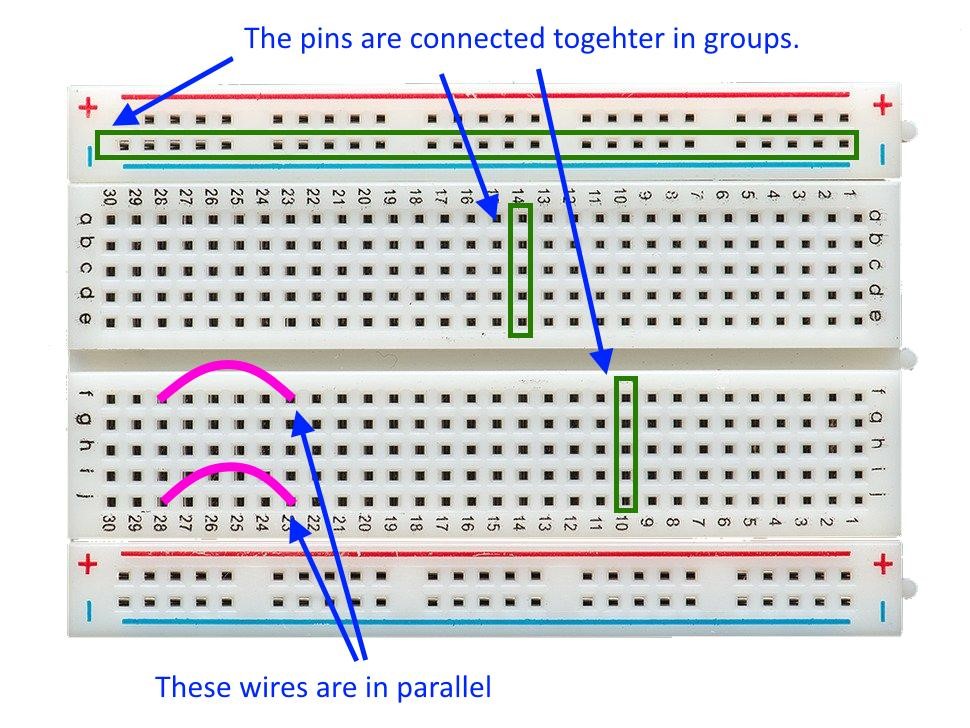 The pins are connected togehter in groups.
+ +
30 29 28 27 26 25 24 23 22 21 20 19 18 17 16 15 14 13 12 11 10 9 8 7 6 5 4 3 2 1
a a
b b
c c
d d
e e
f f
g g
h h
i i
j j
30 29 28 27 26 25 24 23 22 21 20 19 18 17 16 15 14 13 12 11 10 9 8 7 6 5 4 3 2 1
+ +
These wires are in parallel